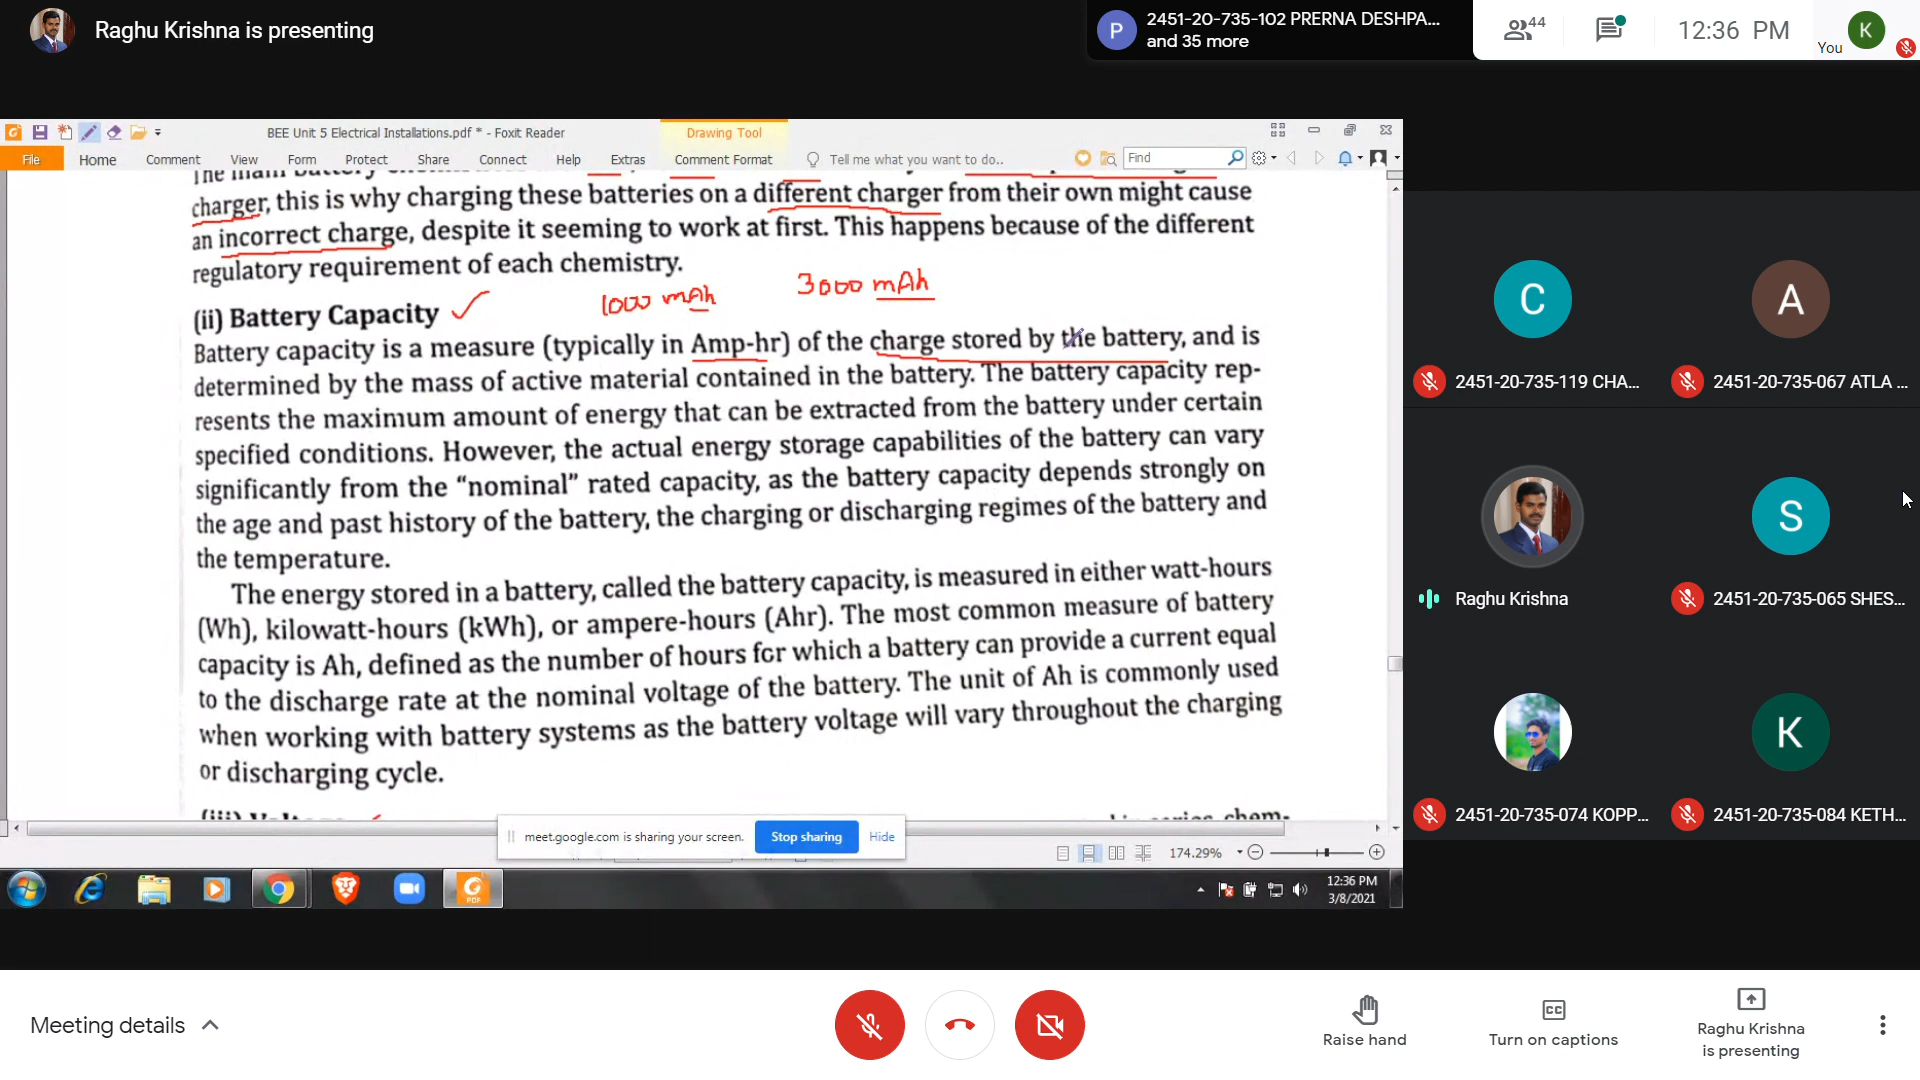 Raghu Krishna is presenting
P
2451-20-735-102 PRERNA DESHPA...
and 35 more
44
12:36 PM
You
K
BEE Unit 5 Electrical Installations.pdf * - Foxit Reader
Drawing Tool
File
Home
Comment
View
Form
Protect
Share
Connect
Help
Extras
Comment Format
Tell me what you want to do..
Find
The main battery
charger, this is why charging these batteries on a different charger from their own might cause
an incorrect charge, despite it seeming to work at first. This happens because of the different
regulatory requirement of each chemistry.
1000 mAh
3000 mAh
(ii) Battery Capacity
Battery capacity is a measure (typically in Amp-hr) of the charge stored by the battery, and is
determined by the mass of active material contained in the battery. The battery capacity rep-
resents the maximum amount of energy that can be extracted from the battery under certain
specified conditions. However, the actual energy storage capabilities of the battery can vary
significantly from the “nominal” rated capacity, as the battery capacity depends strongly on
the age and past history of the battery, the charging or discharging regimes of the battery and
the temperature.
The energy stored in a battery, called the battery capacity, is measured in either watt-hours
(Wh), kilowatt-hours (kWh), or ampere-hours (Ahr). The most common measure of battery
capacity is Ah, defined as the number of hours for which a battery can provide a current equal
to the discharge rate at the nominal voltage of the battery. The unit of Ah is commonly used
when working with battery systems as the battery voltage will vary throughout the charging
or discharging cycle.
(iii) Voltage
in series, chem-
meet.google.com is sharing your screen.
Stop sharing
Hide
174.29%
PDF
12:36 PM
3/8/2021
C
2451-20-735-119 CHA...
A
2451-20-735-067 ATLA ...
Raghu Krishna
S
2451-20-735-065 SHES...
2451-20-735-074 KOPP...
K
2451-20-735-084 KETH...
Meeting details
Raise hand
CC
Turn on captions
Raghu Krishna
is presenting